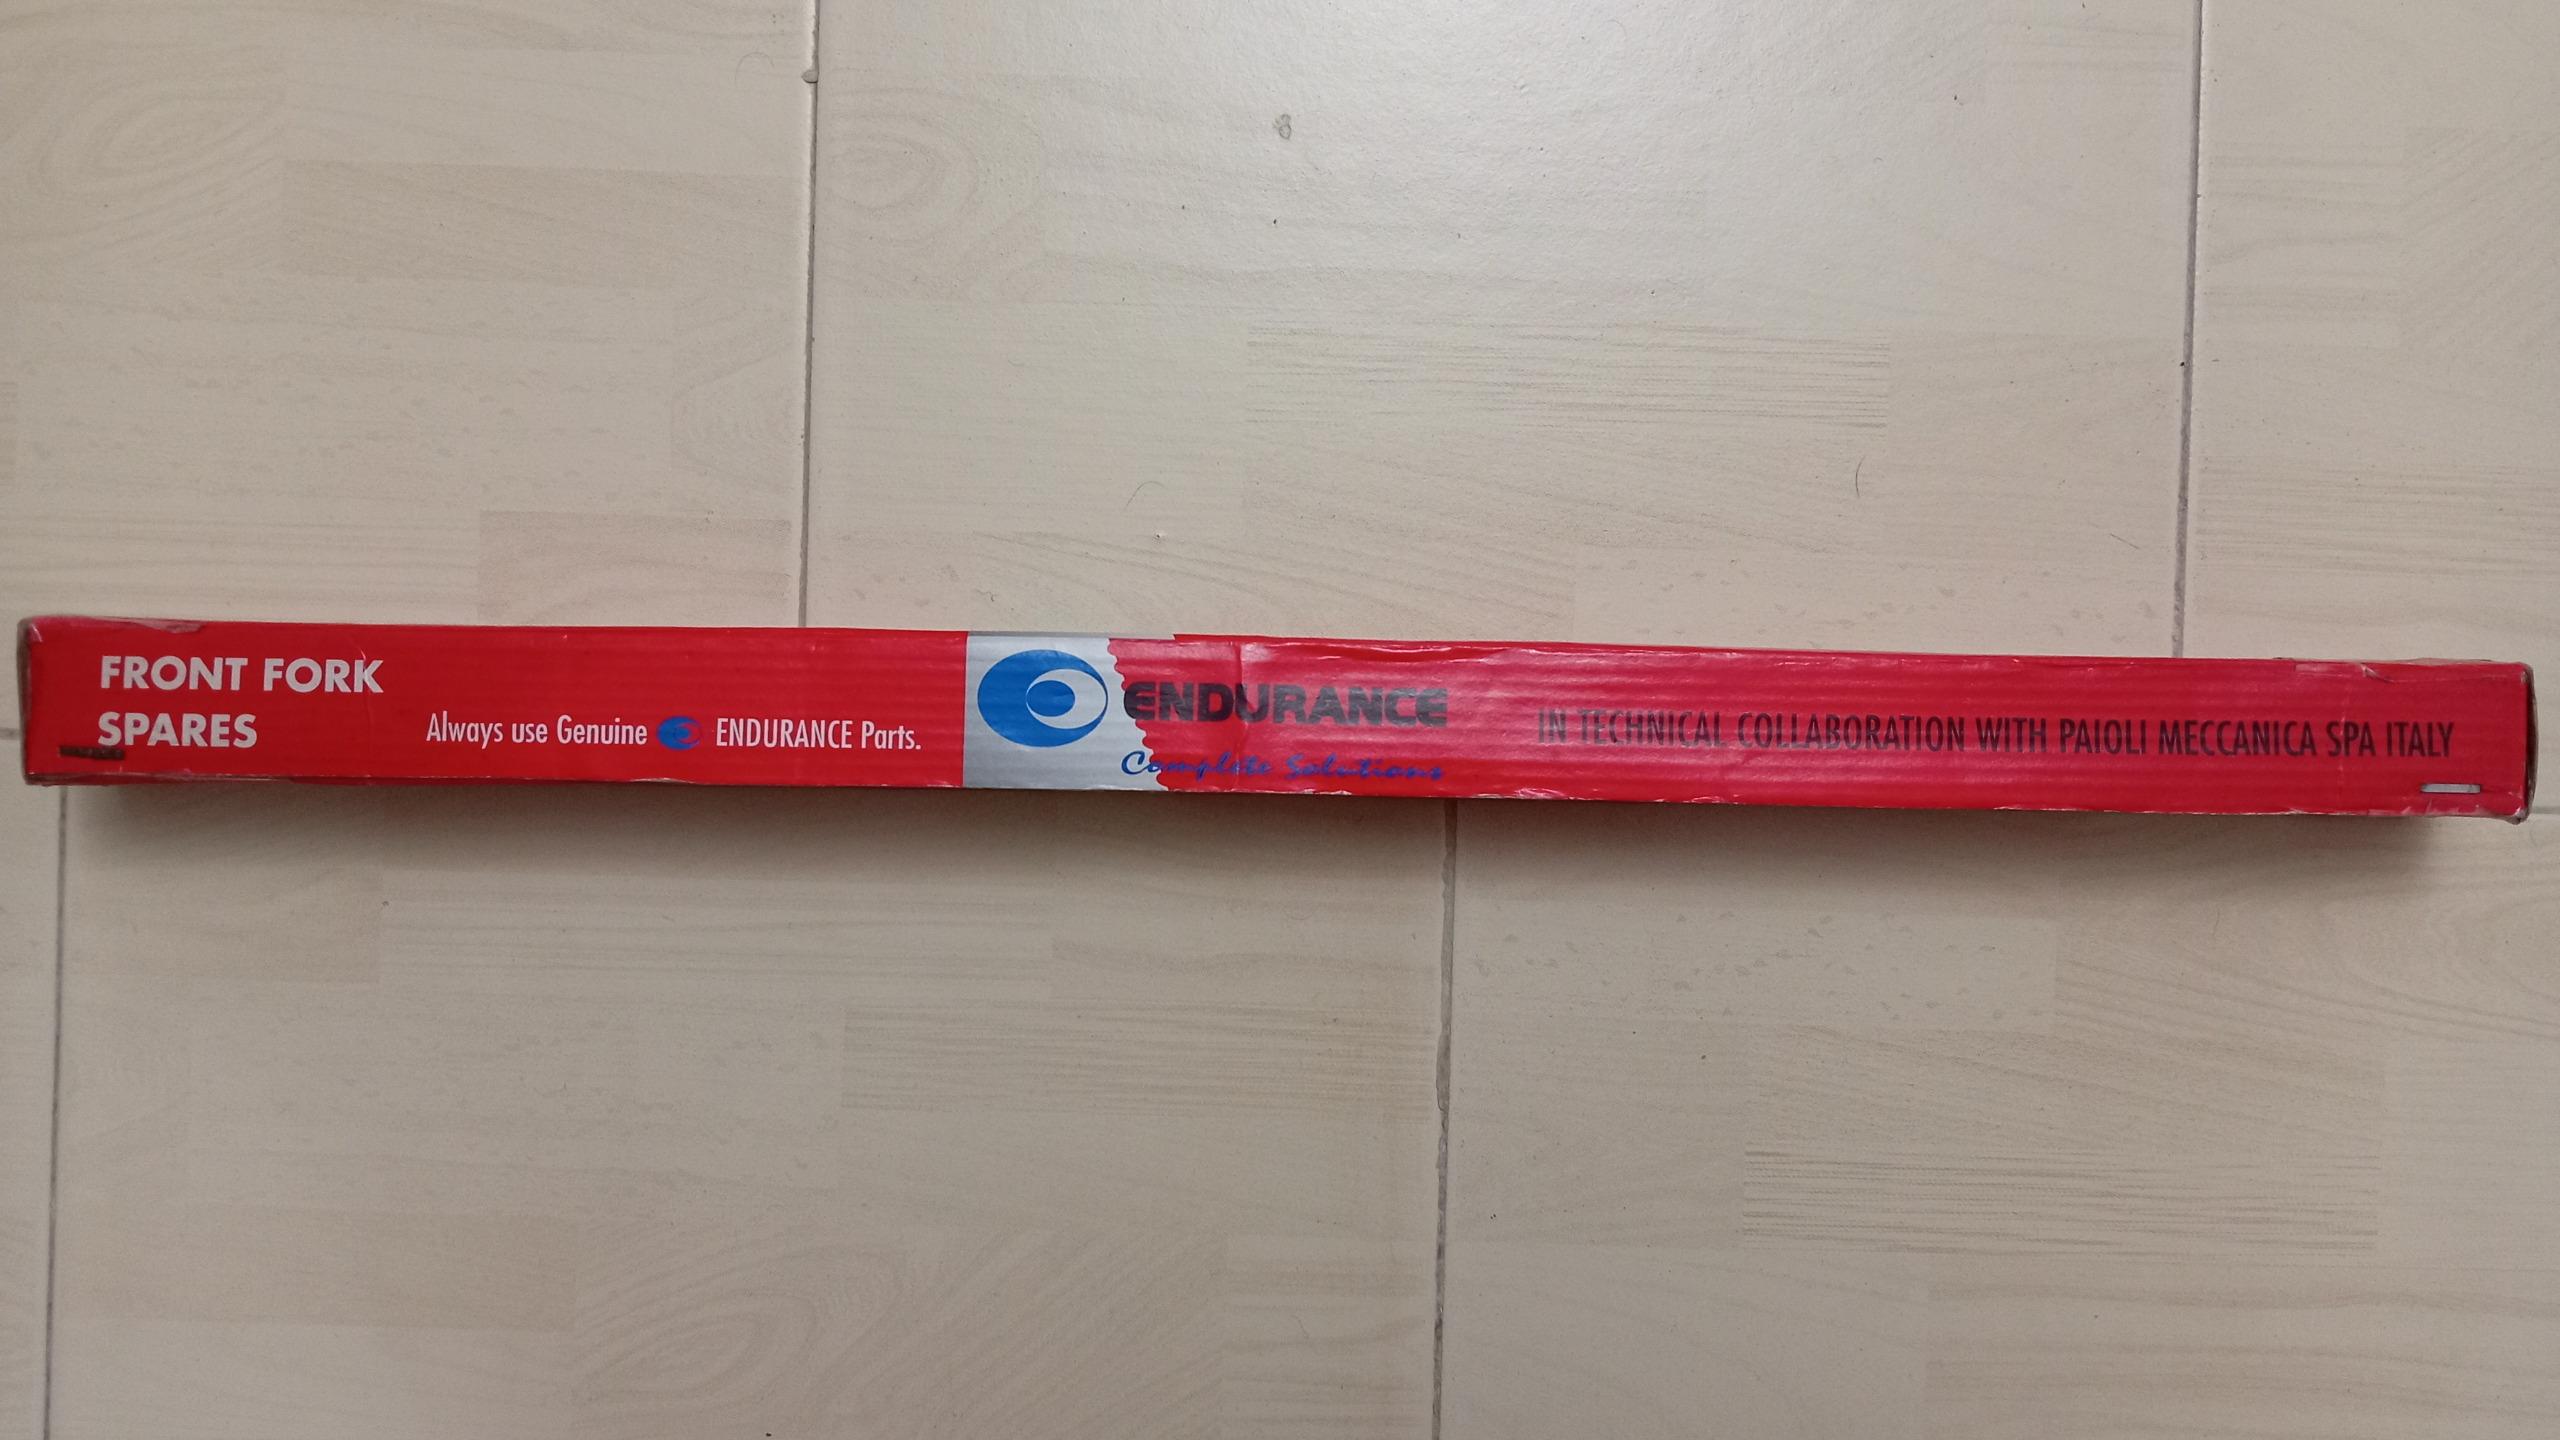 FRONT FORK
SPARES
Always use Genuine ENDURANCE Parts.
ENDURANCE
Complete Solutions
IN TECHNICAL COLLABORATION WITH PAIOLI MECCANICA SPA ITALY